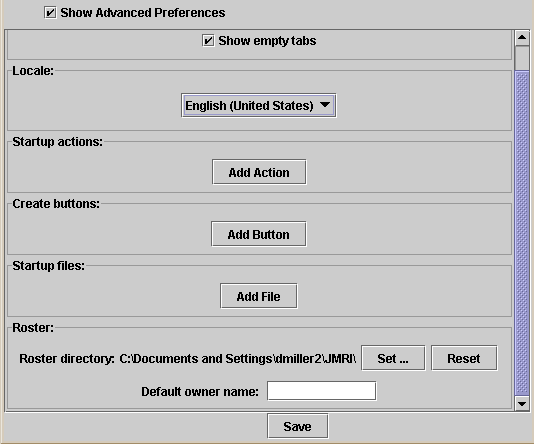 Show Advanced Preferences
Show empty tabs
Locale:
English (United States)
Startup actions:
Add Action
Create buttons:
Add Button
Startup files:
Add File
Roster:
Roster directory: C:\Documents and Settings\dmiller2\JMRI\ Set ... Reset
Default owner name:
Save